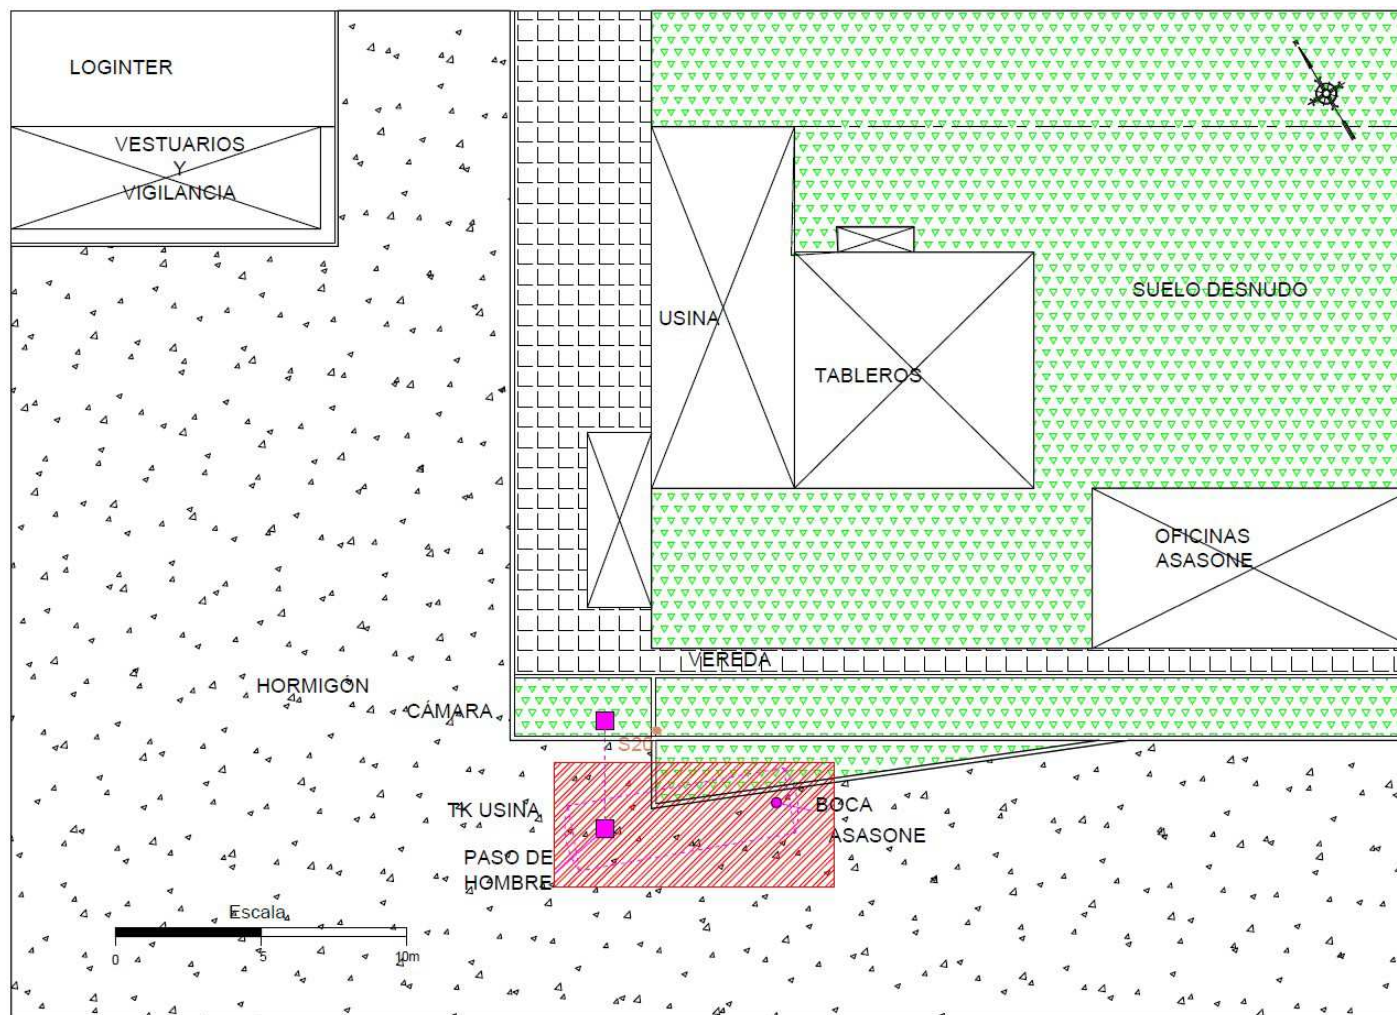 LOGINTER
VESTUARIOS
Y
VIGILANCIA
SUELO DESNUDO
USINA
TABLEROS
OFICINAS
ASASONE
VEREDA
HORMIGÓN
CÁMARA
S20
TK USINA
BOCA
ASASONE
PASO DE
HOMBRE
Escala
0 5 10m